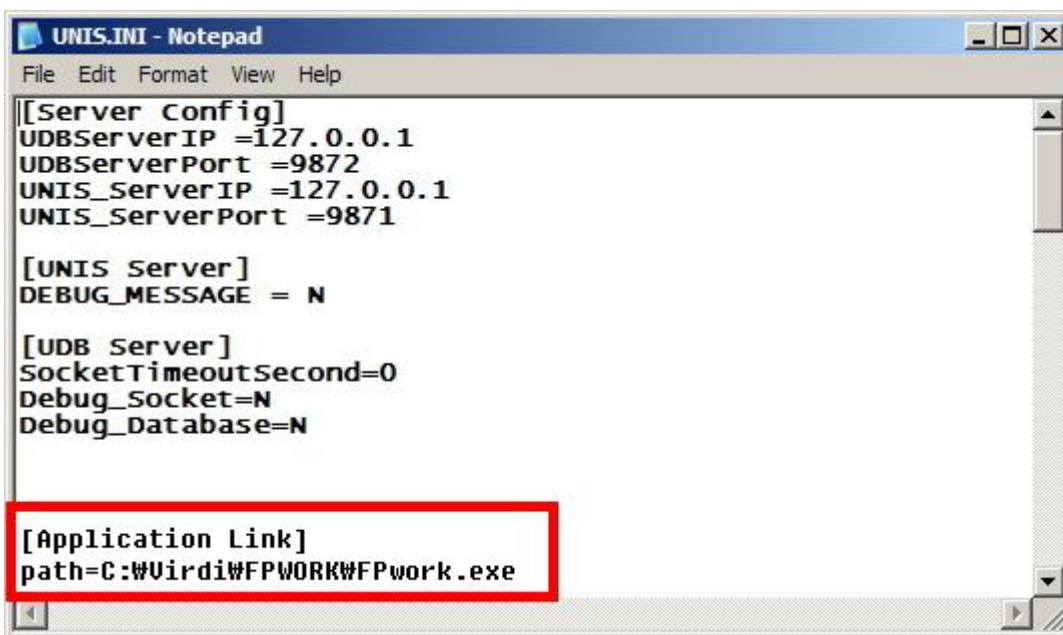 UNIS.INI - Notepad
File Edit Format View Help
[Server Config]
UDBServerIP =127.0.0.1
UDBServerPort =9872
UNIS_ServerIP =127.0.0.1
UNIS_ServerPort =9871
[UNIS Server]
DEBUG_MESSAGE = N
[UDB Server]
SocketTimeoutSecond=0
Debug_Socket=N
Debug_Database=N
[Application Link]
path=C:₩Virdi₩FPWORK₩FPwork.exe